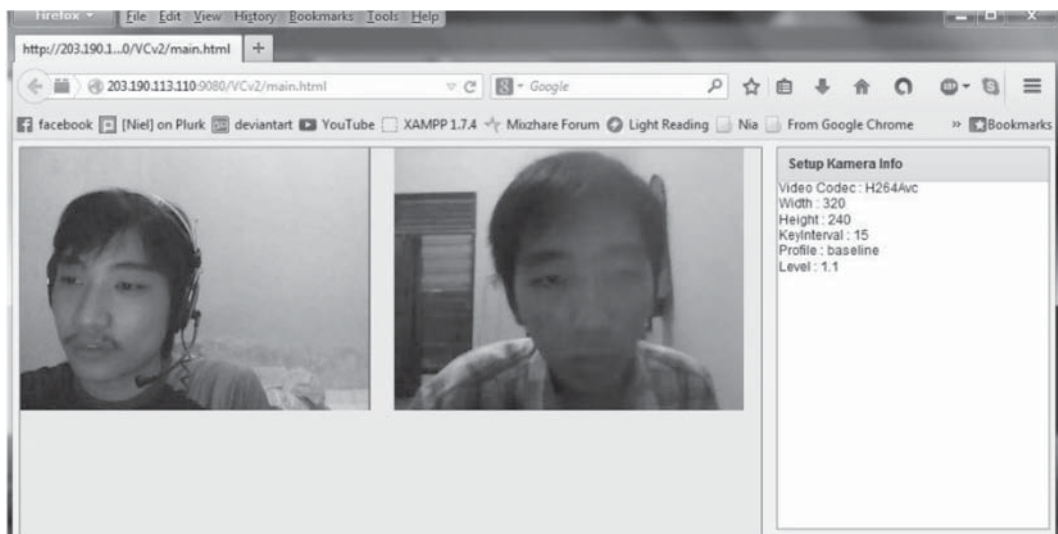 Firefox
File Edit View History Bookmarks Tools Help
http://203.190.1...0/VCv2/main.html
203.190.113.110:9080/VCv2/main.html
Google
facebook [Niel] on Plurk deviantart YouTube XAMPP 1.7.4 Mixzhare Forum Light Reading Nia From Google Chrome » Bookmarks
Setup Kamera Info
Video Codec : H264Avc
Width : 320
Height : 240
KeyInterval : 15
Profile : baseline
Level : 1.1